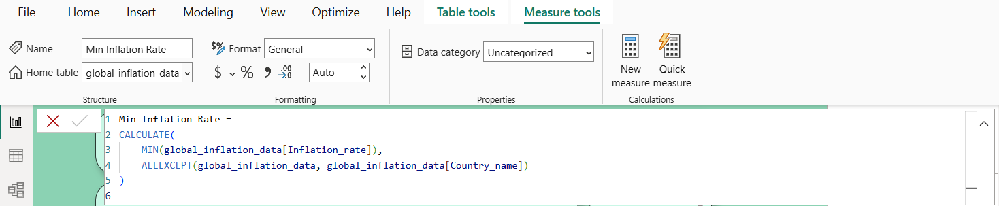 File Home Insert Modeling View Optimize Help Table tools Measure tools
Name Min Inflation Rate $% Format General Data category Uncategorized
Home table global_inflation_data $ % , .00 .0 Auto New measure Quick measure
Structure Formatting Properties Calculations
1 Min Inflation Rate =
2 CALCULATE(
3 MIN(global_inflation_data[Inflation_rate]),
4 ALLEXCEPT(global_inflation_data, global_inflation_data[Country_name])
5 )
6